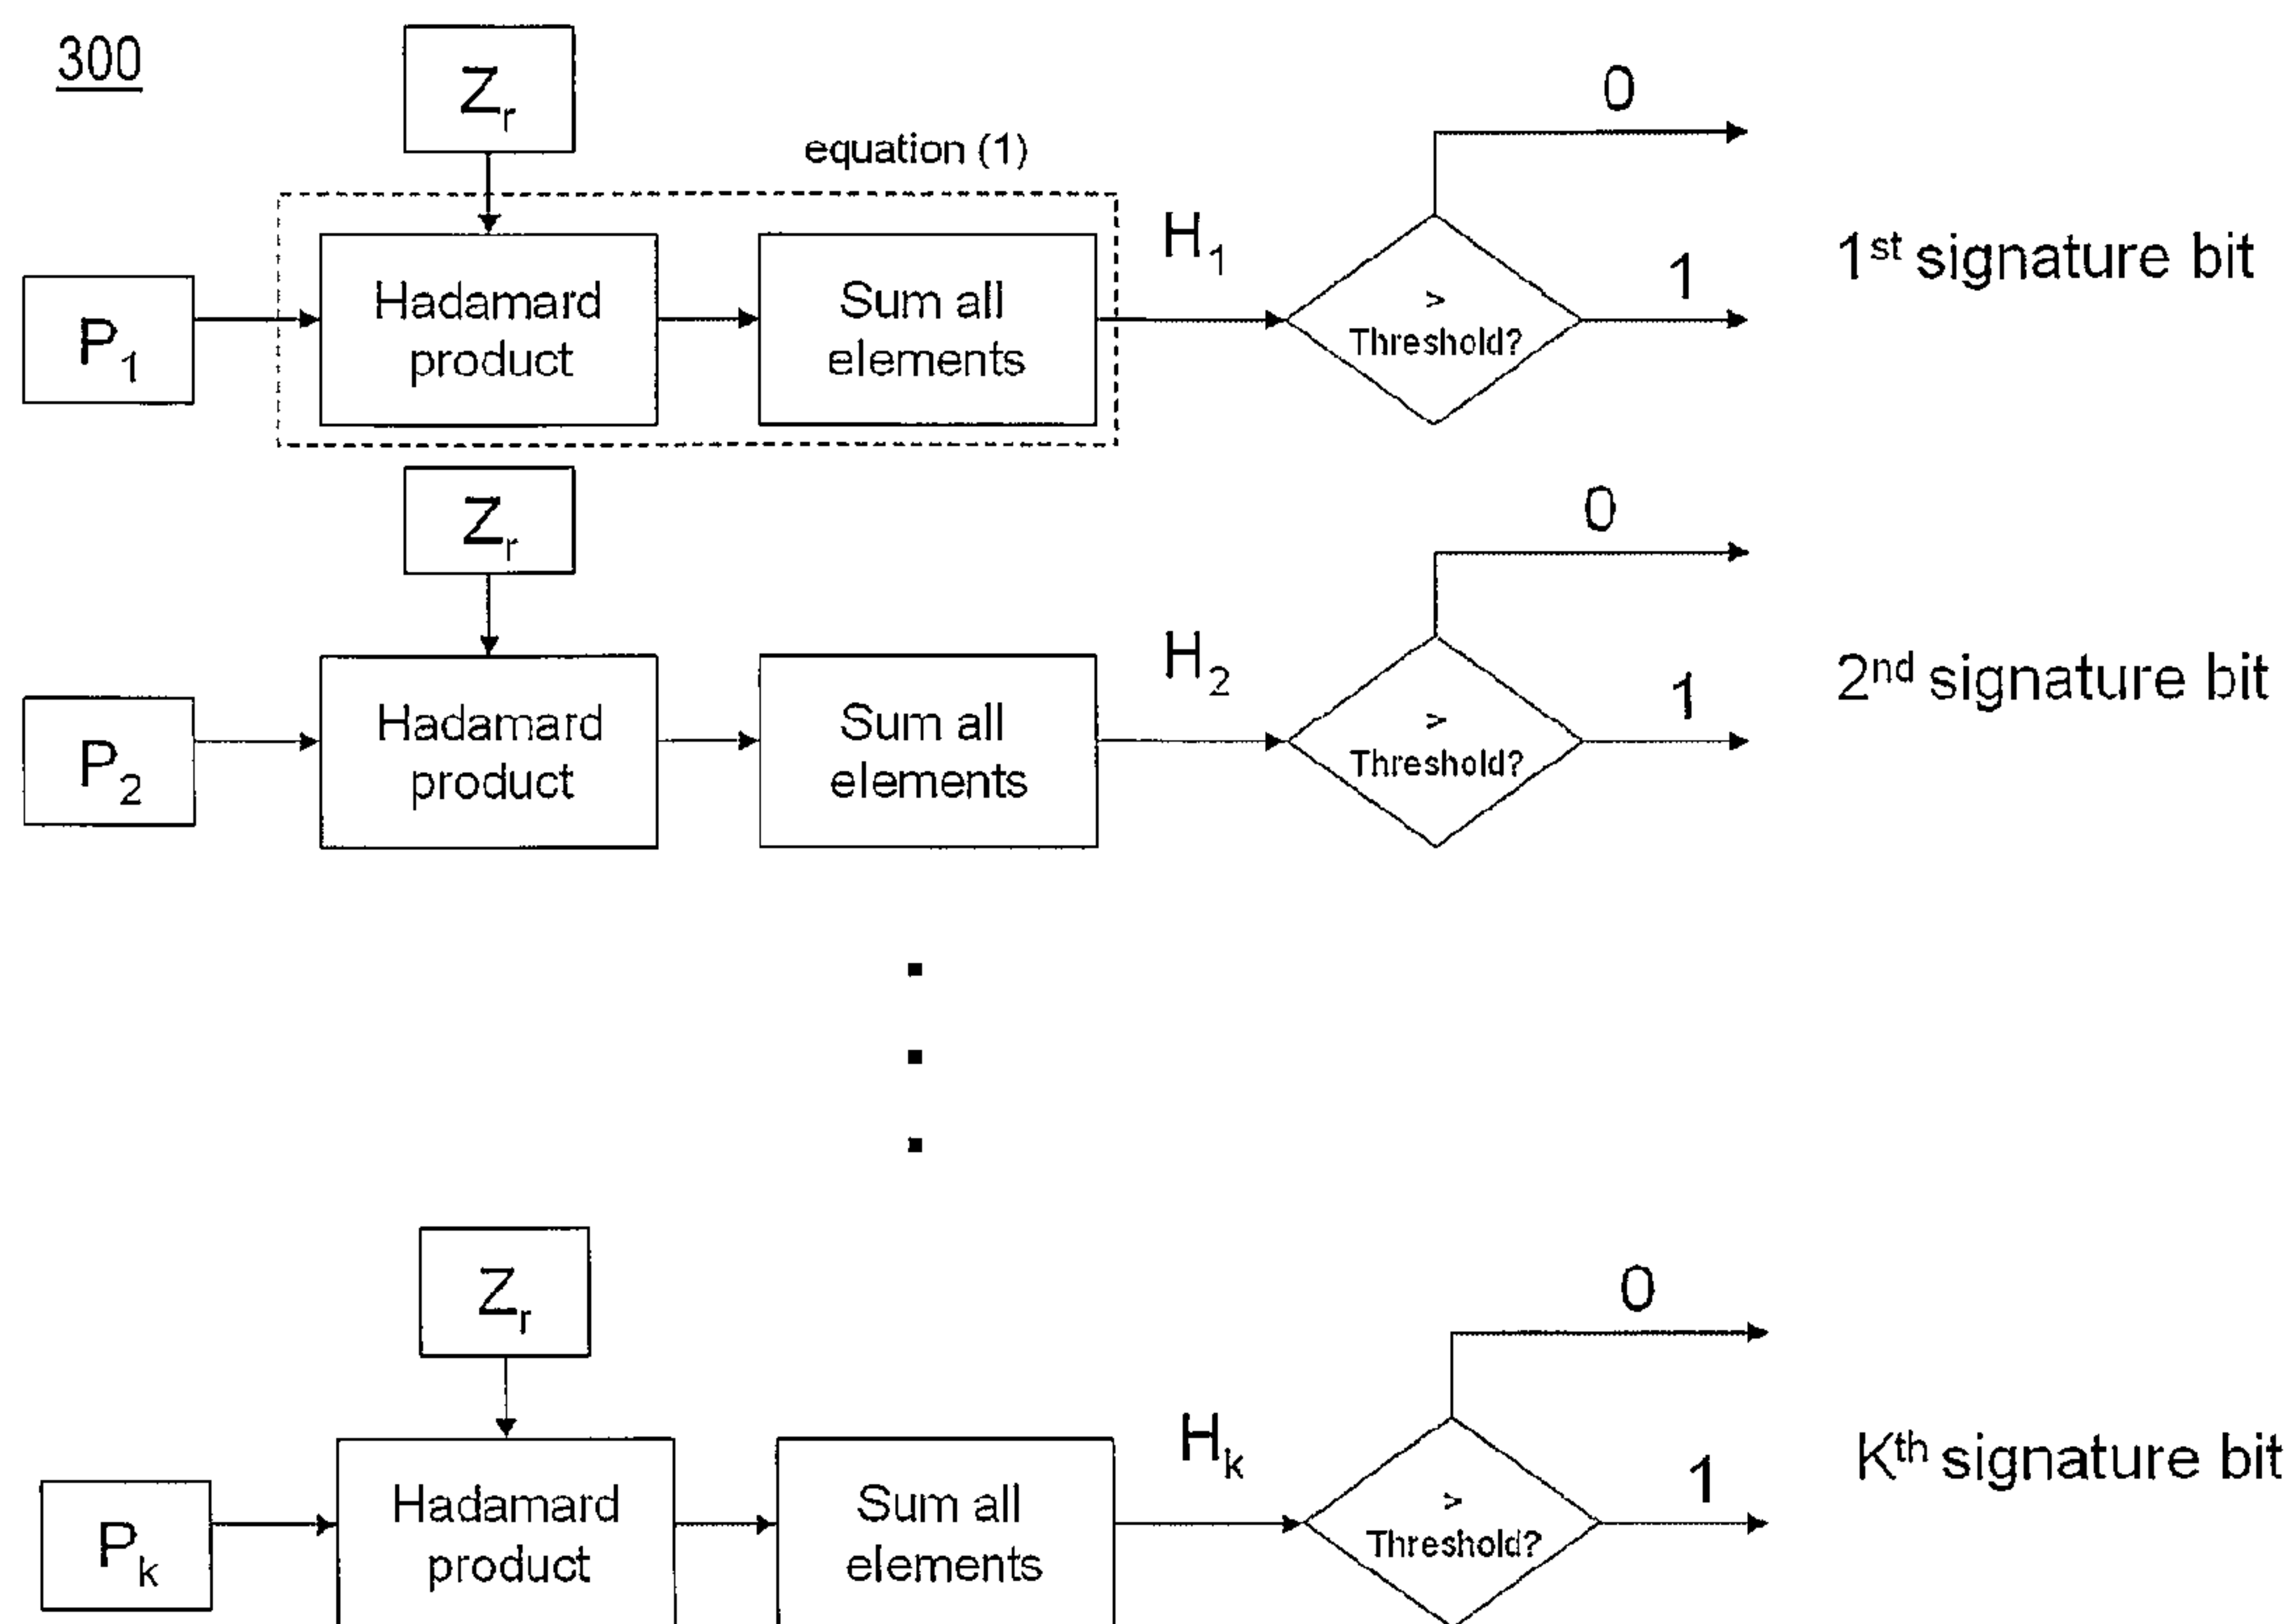 300
Zr
equation (1)
0
H1
1
1st signature bit
P1
Hadamard
product
Sum all
elements
>
Threshold?
Zr
0
H2
1
2nd signature bit
P2
Hadamard
product
Sum all
elements
>
Threshold?
Zr
0
Hk
1
Kth signature bit
Pk
Hadamard
product
Sum all
elements
>
Threshold?